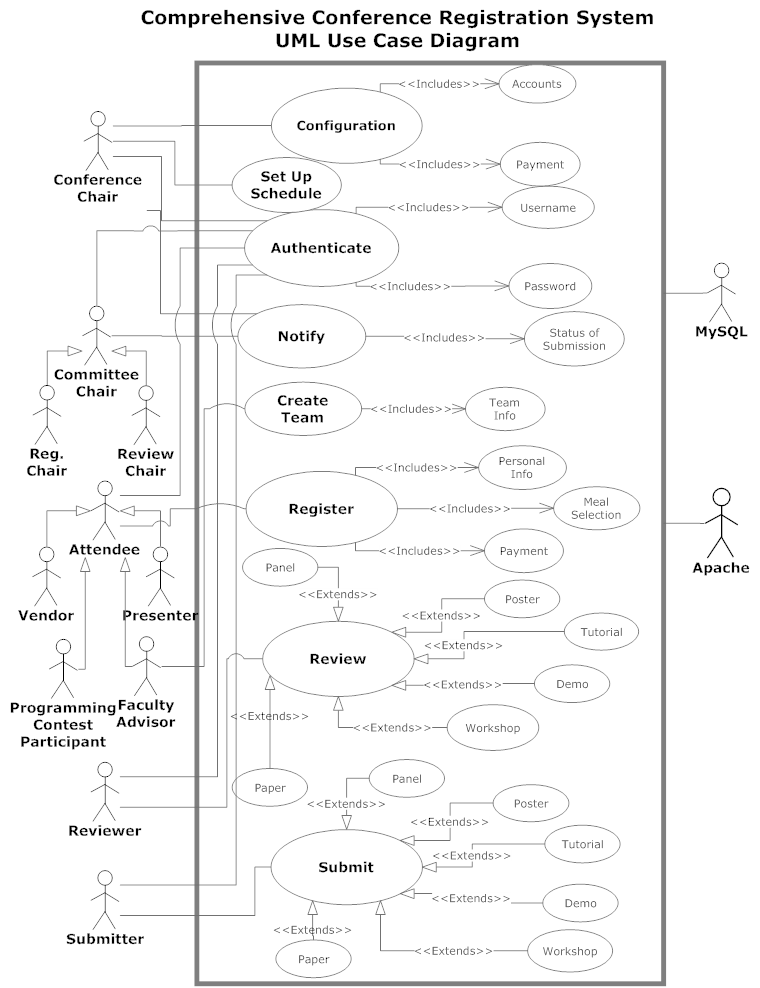 Comprehensive Conference Registration System
UML Use Case Diagram
<<Includes>>
Accounts
Configuration
Conference
Chair
<<Includes>>
Payment
Set Up
Schedule
<<Includes>>
Username
Authenticate
<<Includes>>
Password
MySQL
Notify
<<Includes>>
Status of
Submission
Committee
Chair
Create
Team
<<Includes>>
Team
Info
Reg.
Chair
Review
Chair
<<Includes>>
Personal
Info
Register
<<Includes>>
Meal
Selection
Attendee
<<Includes>>
Payment
Apache
Panel
<<Extends>>
Poster
<<Extends>>
Vendor
Presenter
Tutorial
<<Extends>>
Review
<<Extends>>
Demo
Programming
Contest
Participant
Faculty
Advisor
<<Extends>>
<<Extends>>
Workshop
Paper
Reviewer
Panel
<<Extends>>
Poster
<<Extends>>
Tutorial
<<Extends>>
Submit
<<Extends>>
Demo
Submitter
<<Extends>>
<<Extends>>
Workshop
Paper